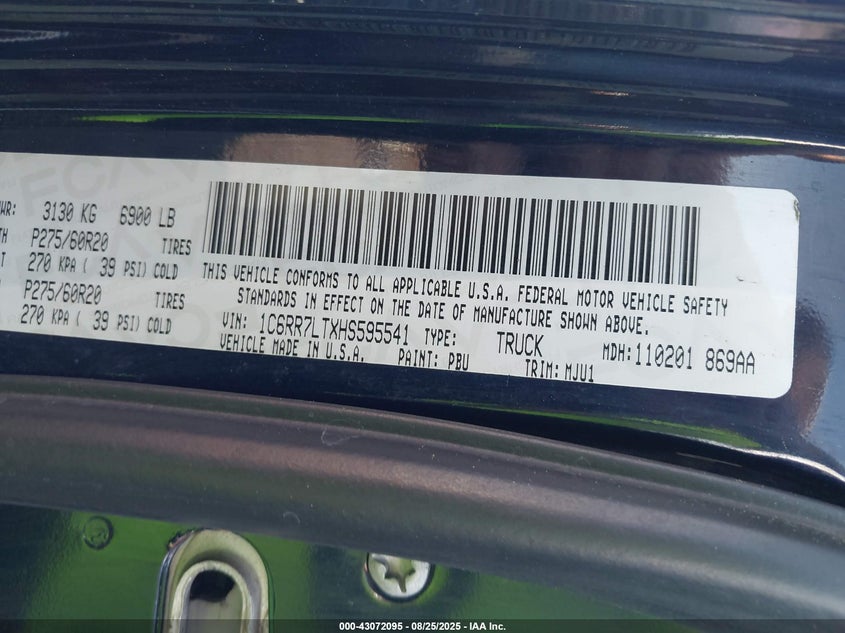 WR: 3130 KG 6900 LB
TH P275/60R20 TIRES
T 270 KPA ( 39 PSI) COLD
P275/60R20 TIRES
270 KPA ( 39 PSI) COLD
THIS VEHICLE CONFORMS TO ALL APPLICABLE U.S.A. FEDERAL MOTOR VEHICLE SAFETY
STANDARDS IN EFFECT ON THE DATE OF MANUFACTURE SHOWN ABOVE.
VIN: 1C6RR7LTXHS595541 TYPE: TRUCK MDH:110201 869AA
VEHICLE MADE IN U.S.A. PAINT: PBU TRIM: MJU1
000-43072095 - 08/25/2025 - IAA Inc.